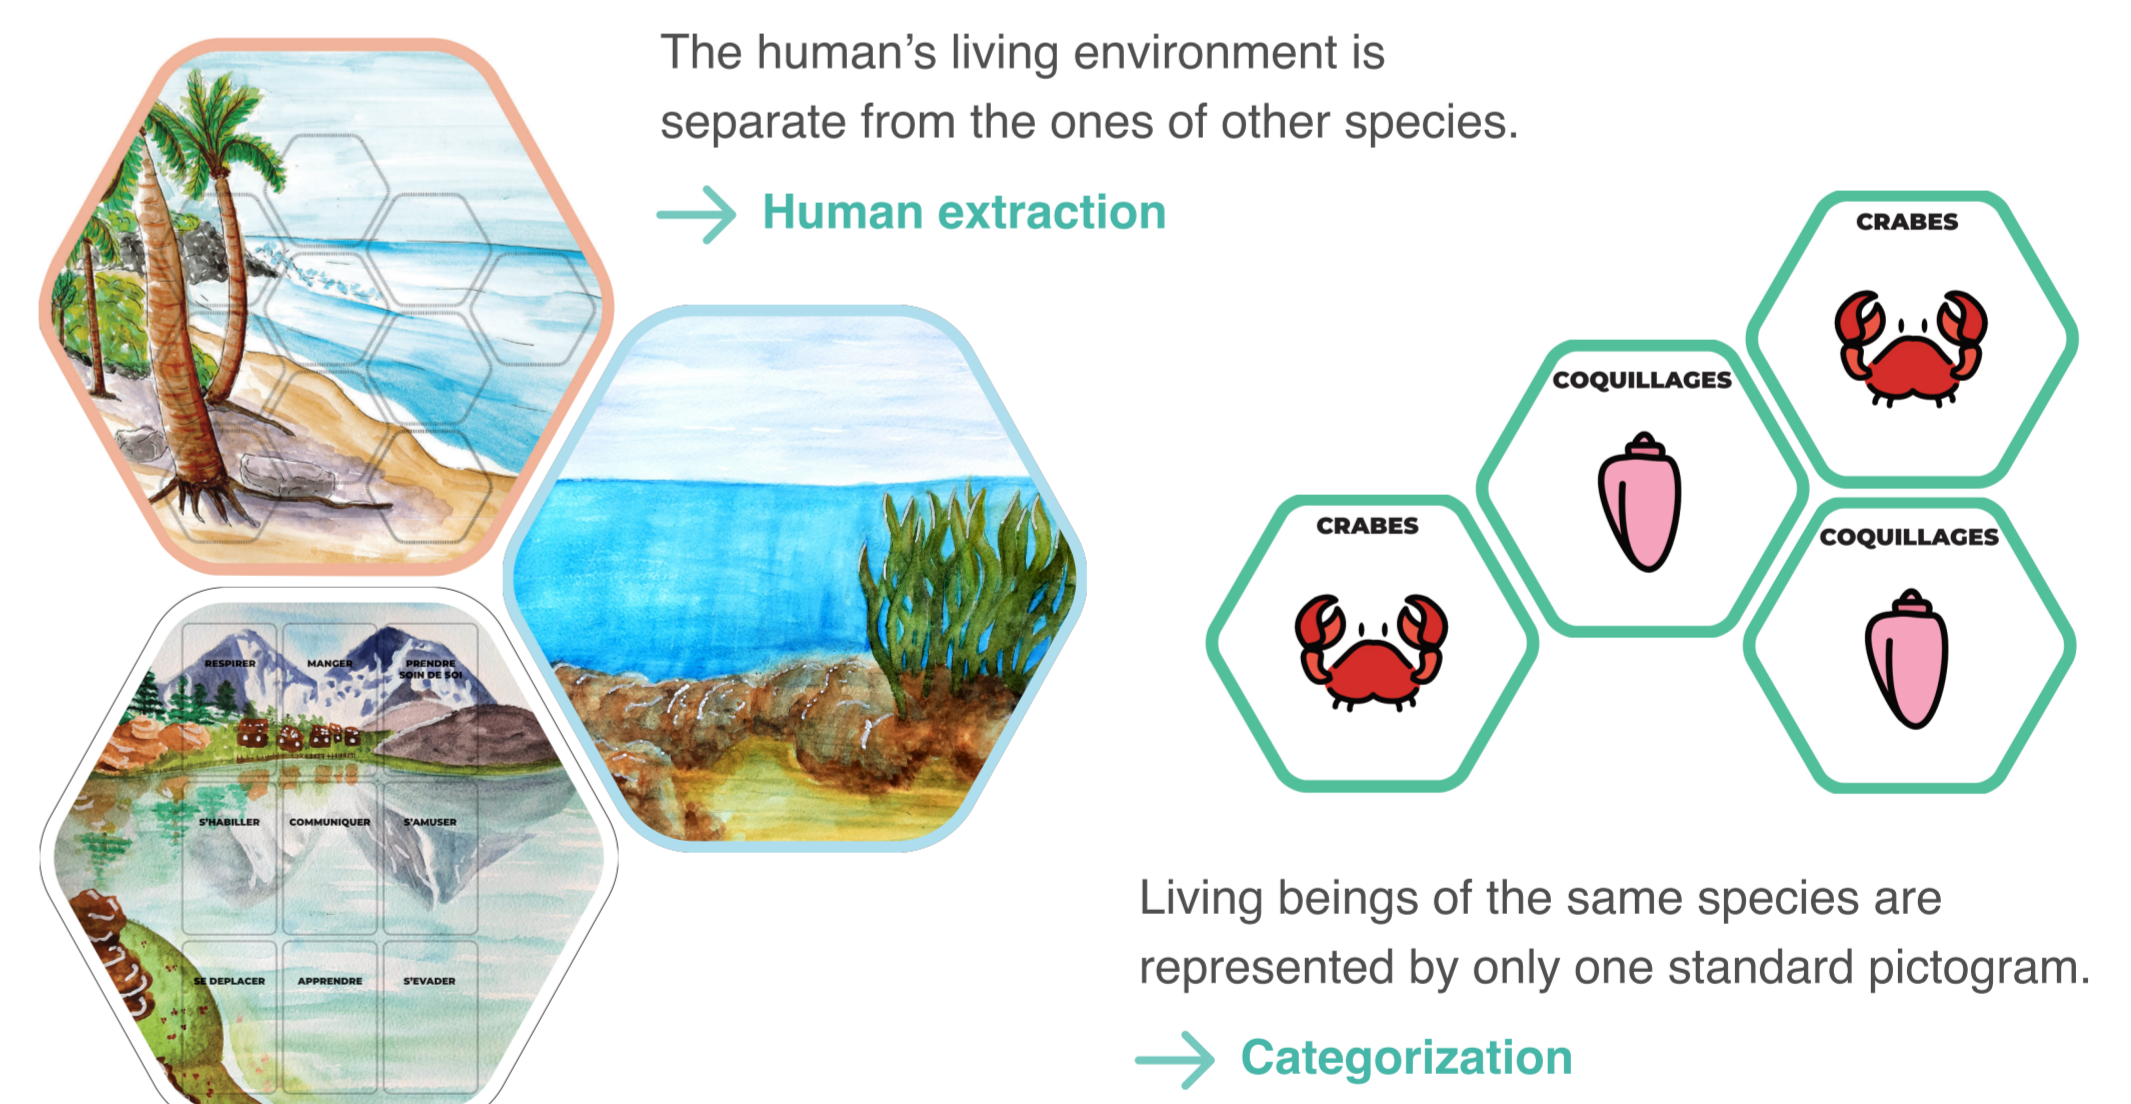 The human’s living environment is
separate from the ones of other species.
Human extraction
CRABES
COQUILLAGES
CRABES
COQUILLAGES
RESPIRER
MANGER
PRENDRE
SOIN DE SOI
S'HABILLER
COMMUNIQUER
S'AMUSER
SE DEPLACER
APPRENDRE
S'EVADER
Living beings of the same species are
represented by only one standard pictogram.
Categorization